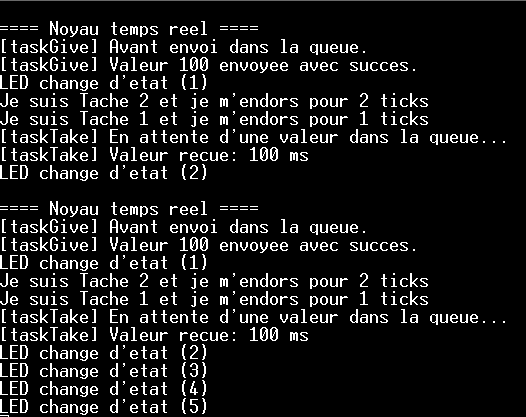 ==== Noyau temps reel ====
[taskGive] Avant envoi dans la queue.
[taskGive] Valeur 100 envoyee avec succes.
LED change d'etat (1)
Je suis Tache 2 et je m'endors pour 2 ticks
Je suis Tache 1 et je m'endors pour 1 ticks
[taskTake] En attente d'une valeur dans la queue...
[taskTake] Valeur recue: 100 ms
LED change d'etat (2)
==== Noyau temps reel ====
[taskGive] Avant envoi dans la queue.
[taskGive] Valeur 100 envoyee avec succes.
LED change d'etat (1)
Je suis Tache 2 et je m'endors pour 2 ticks
Je suis Tache 1 et je m'endors pour 1 ticks
[taskTake] En attente d'une valeur dans la queue...
[taskTake] Valeur recue: 100 ms
LED change d'etat (2)
LED change d'etat (3)
LED change d'etat (4)
LED change d'etat (5)